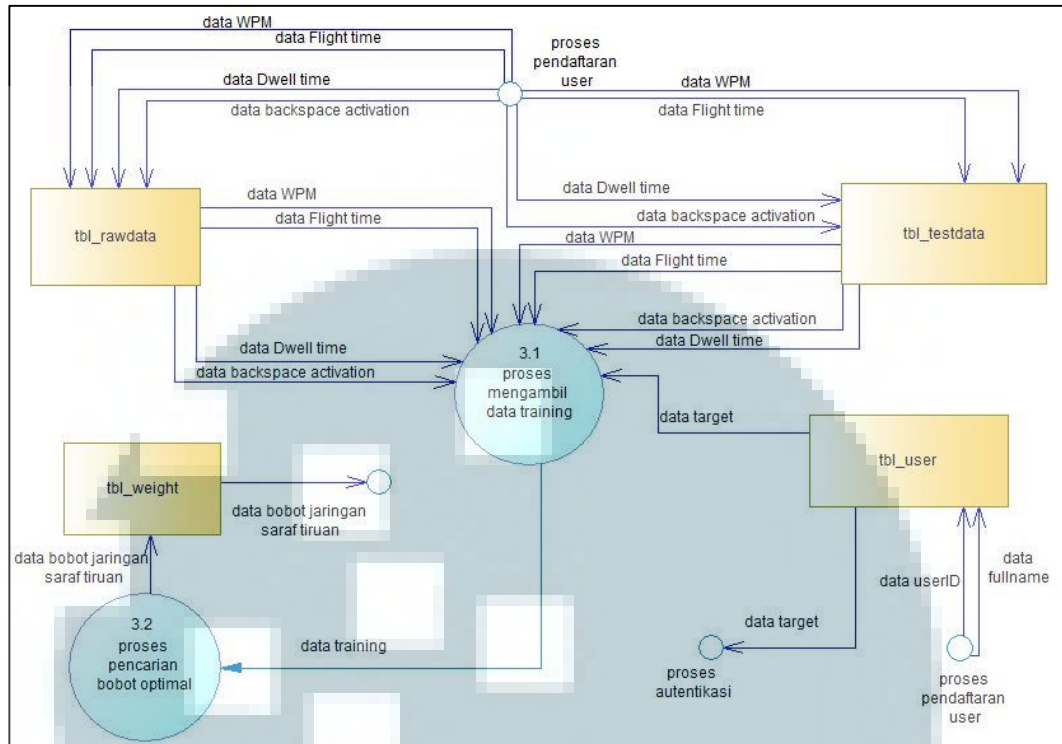 data WPM
data Flight time
proses
pendaftaran
user
data Dwell time
data WPM
data backspace activation
data Flight time
data WPM
data Dwell time
data Flight time
data backspace activation
tbl_rawdata
data WPM
tbl_testdata
data Flight time
data backspace activation
data Dwell time
data Dwell time
data backspace activation
3.1
proses
mengambil
data training
data target
tbl_user
tbl_weight
data bobot jaringan
saraf tiruan
data bobot jaringan
saraf tiruan
data userID
data
fullname
3.2
proses
pencarian
bobot optimal
data training
data target
proses
autentikasi
proses
pendaftaran
user